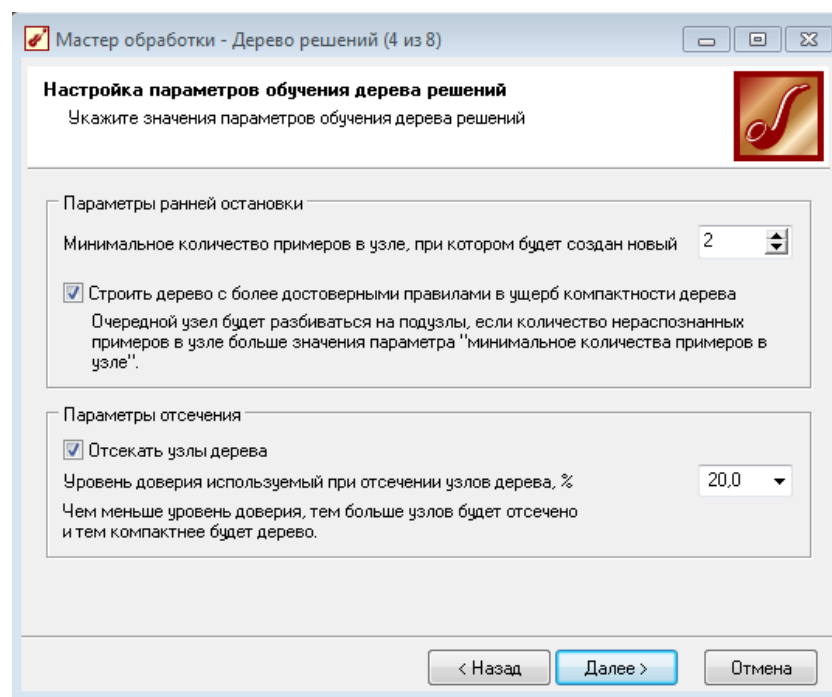 Мастер обработки - Дерево решений (4 из 8)
Настройка параметров обучения дерева решений
Укажите значения параметров обучения дерева решений
Параметры ранней остановки
Минимальное количество примеров в узле, при котором будет создан новый 2
Строить дерево с более достоверными правилами в ущерб компактности дерева
Очередной узел будет разбиваться на подузлы, если количество нераспознанных
примеров в узле больше значения параметра "минимальное количества примеров в
узле".
Параметры отсечения
Отсекать узлы дерева
Уровень доверия используемый при отсечении узлов дерева, % 20,0
Чем меньше уровень доверия, тем больше узлов будет отсечено
и тем компактнее будет дерево.
< Назад Далее > Отмена